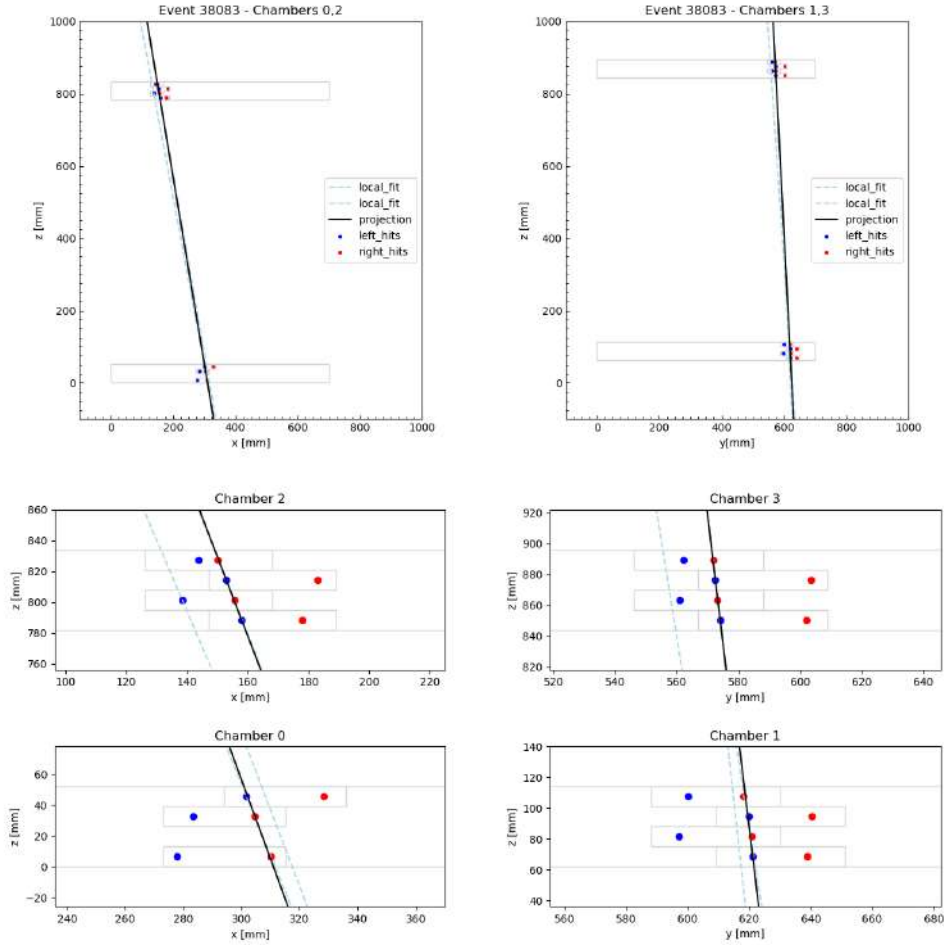 Event 38083 - Chambers 0,2
1000
800
600
400
200
0
z [mm]
0 200 400 600 800 1000
x [mm]
local_fit
local_fit
projection
left_hits
right_hits
Event 38083 - Chambers 1,3
1000
800
600
400
200
0
z [mm]
0 200 400 600 800 1000
y[mm]
local_fit
local_fit
projection
left_hits
right_hits
Chamber 2
860
840
820
800
780
760
z [mm]
100 120 140 160 180 200 220
x [mm]
Chamber 3
920
900
880
860
840
820
z [mm]
520 540 560 580 600 620 640
y [mm]
Chamber 0
60
40
20
0
−20
z [mm]
240 260 280 300 320 340 360
x [mm]
Chamber 1
140
120
100
80
60
40
z [mm]
560 580 600 620 640 660 680
y [mm]